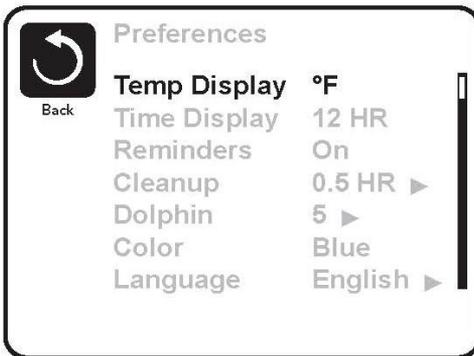 Preferences
Back
Temp Display °F
Time Display 12 HR
Reminders On
Cleanup 0.5 HR ▶
Dolphin 5 ▶
Color Blue
Language English ▶